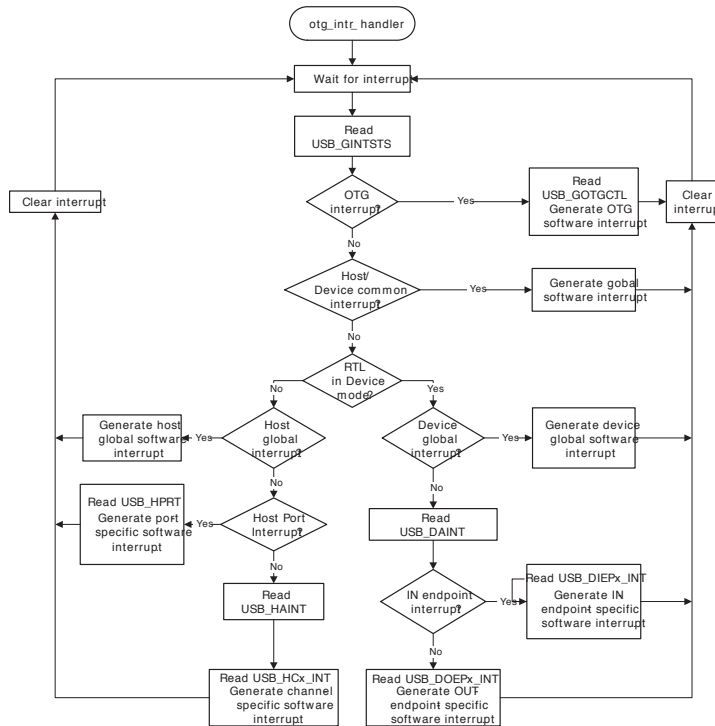 otg_intr_handler
Wait for interrupt
Read
USB_GINTSTS
OTG
interrupt?
Yes
Read
USB_GOTGCTL
Generate OTG
software interrupt
Clear interrupt
Clear
interrupt
No
Host/
Device common
interrupt?
Yes
Generate gobal
software interrupt
No
RTL
in Device
mode?
No
Yes
Generate host
global software
interrupt
Yes
Host
global
interrupt?
Device
global
interrupt?
Yes
Generate device
global software
interrupt
No
No
Read USB_HPRT
Generate port-
specific software
interrupt
Yes
Host Port
Interrupt?
Read
USB_DAINT
No
Read
USB_HAINT
IN endpoint
interrupt?
Yes
Read USB_DIEPx_INT
Generate IN
endpoint-specific
software interrupt
No
Read USB_HCx_INT
Generate channel-
specific software
interrupt
Read USB_DOEPx_INT
Generate OUT-
endpoint-specific
software interrupt